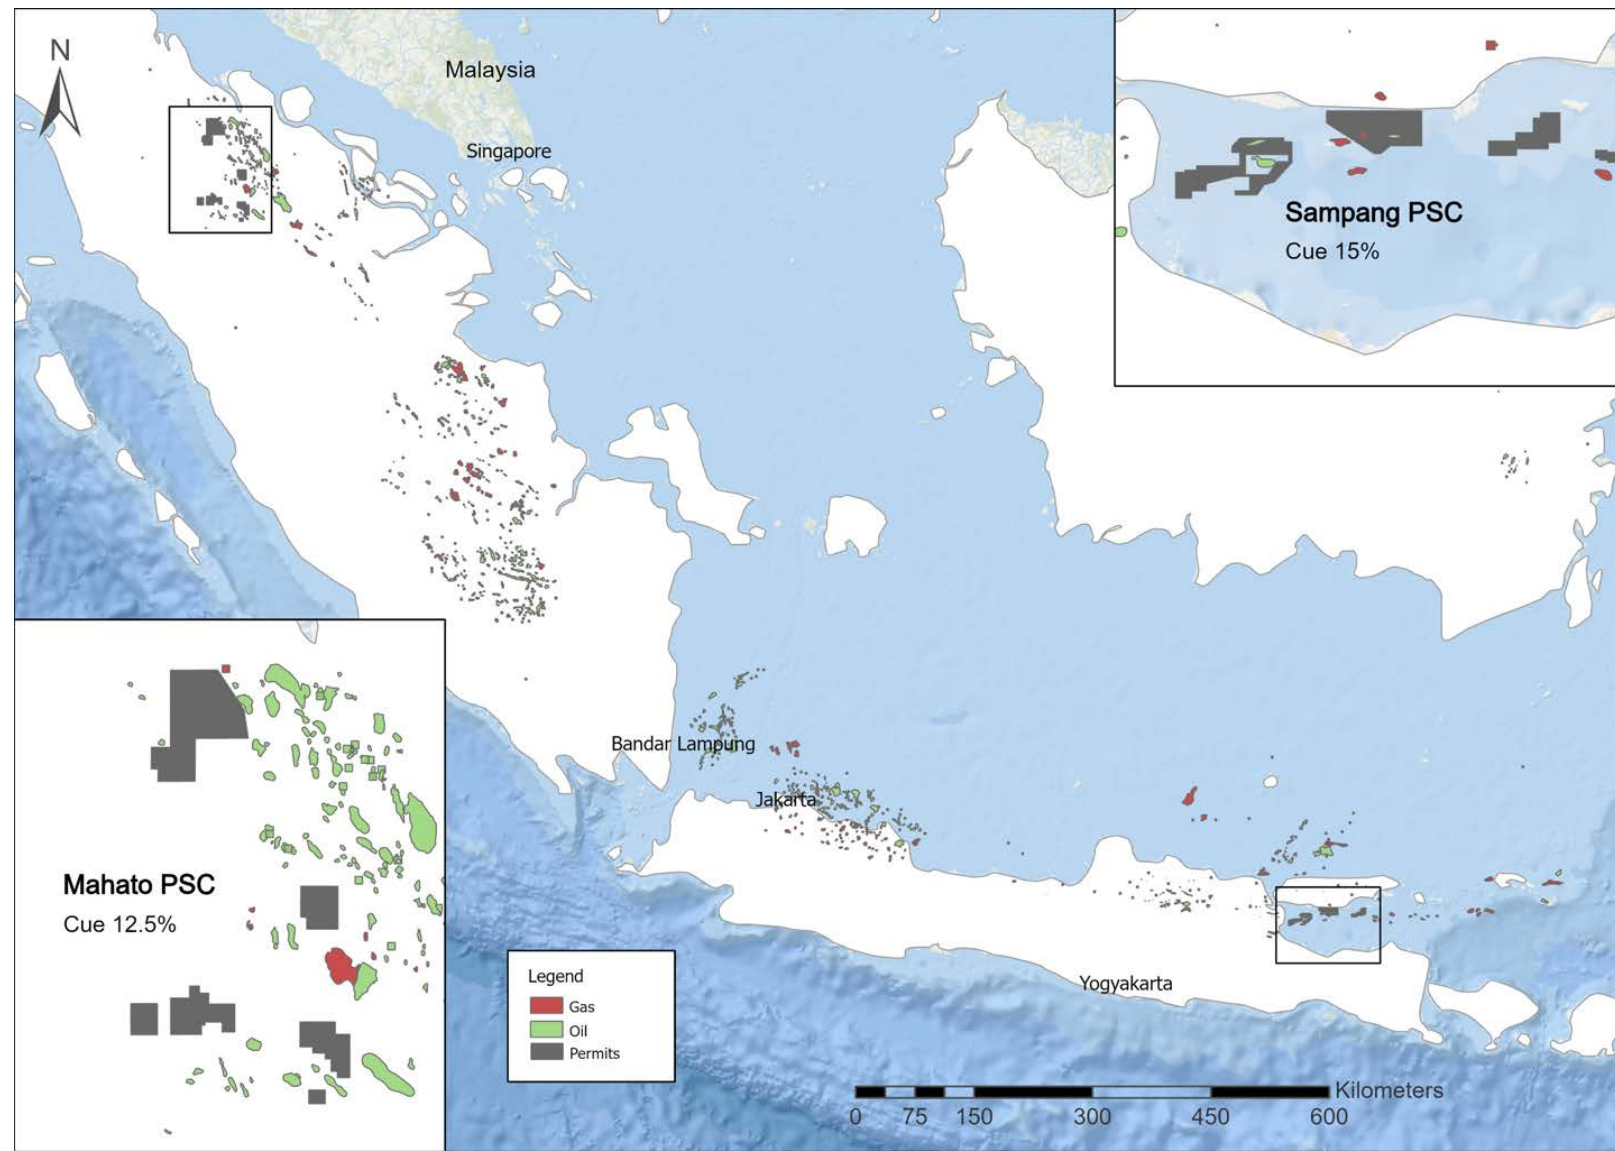 N
Malaysia
Singapore
Sampang PSC
Cue 15%
Bandar Lampung
Jakarta
Mahato PSC
Cue 12.5%
Yogyakarta
Legend
Gas
Oil
Permits
Kilometers
0 75 150 300 450 600